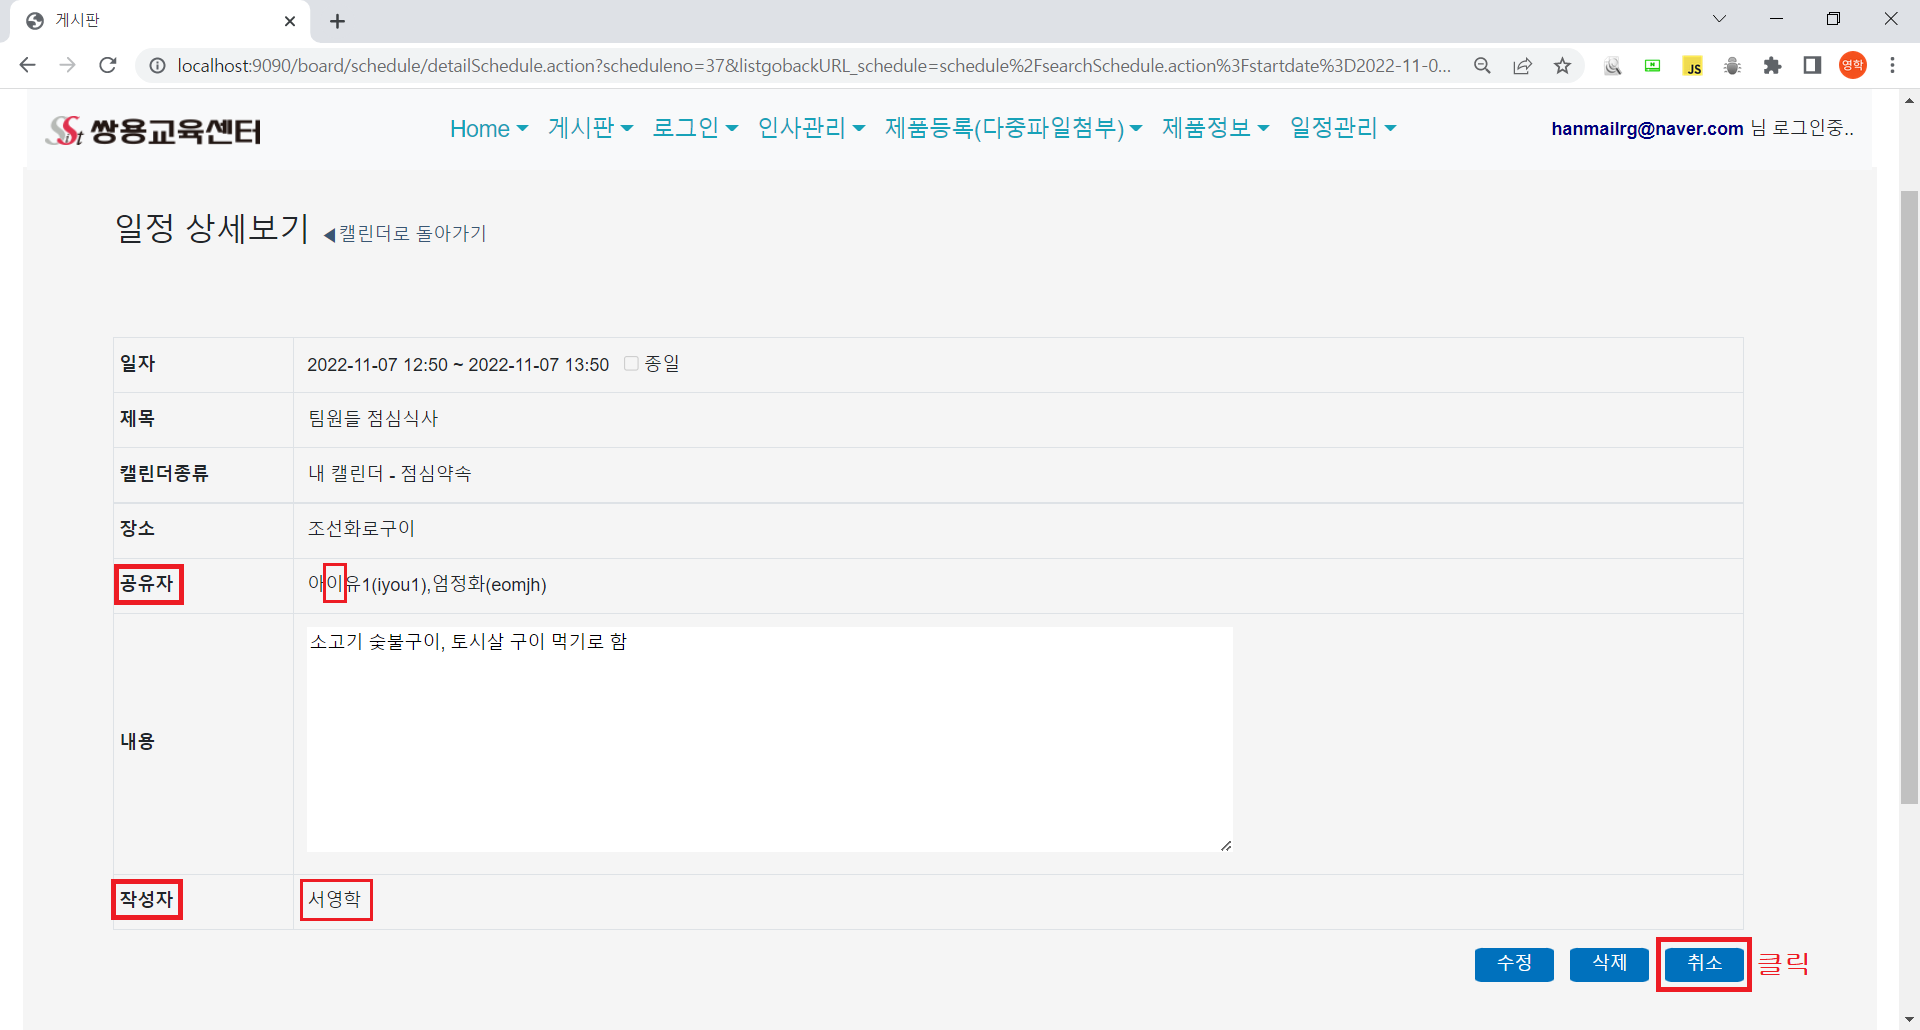 게시판
localhost:9090/board/schedule/detailSchedule.action?scheduleno=37&listgobackURL_schedule=schedule%2FsearchSchedule.action%3Fstartdate%3D2022-11-0...
JS
영학
Sist 쌍용교육센터
Home 게시판 로그인 인사관리 제품등록(다중파일첨부) 제품정보 일정관리
hanmailrg@naver.com 님 로그인중..
일정 상세보기 ◀캘린더로 돌아가기
일자 2022-11-07 12:50 ~ 2022-11-07 13:50 종일
제목 팀원들 점심식사
캘린더종류 내 캘린더 - 점심약속
장소 조선화로구이
공유자 아이유1(iyou1),엄정화(eomjh)
내용 소고기 숯불구이, 토시살 구이 먹기로 함
작성자 서영학
수정 삭제 취소 클릭